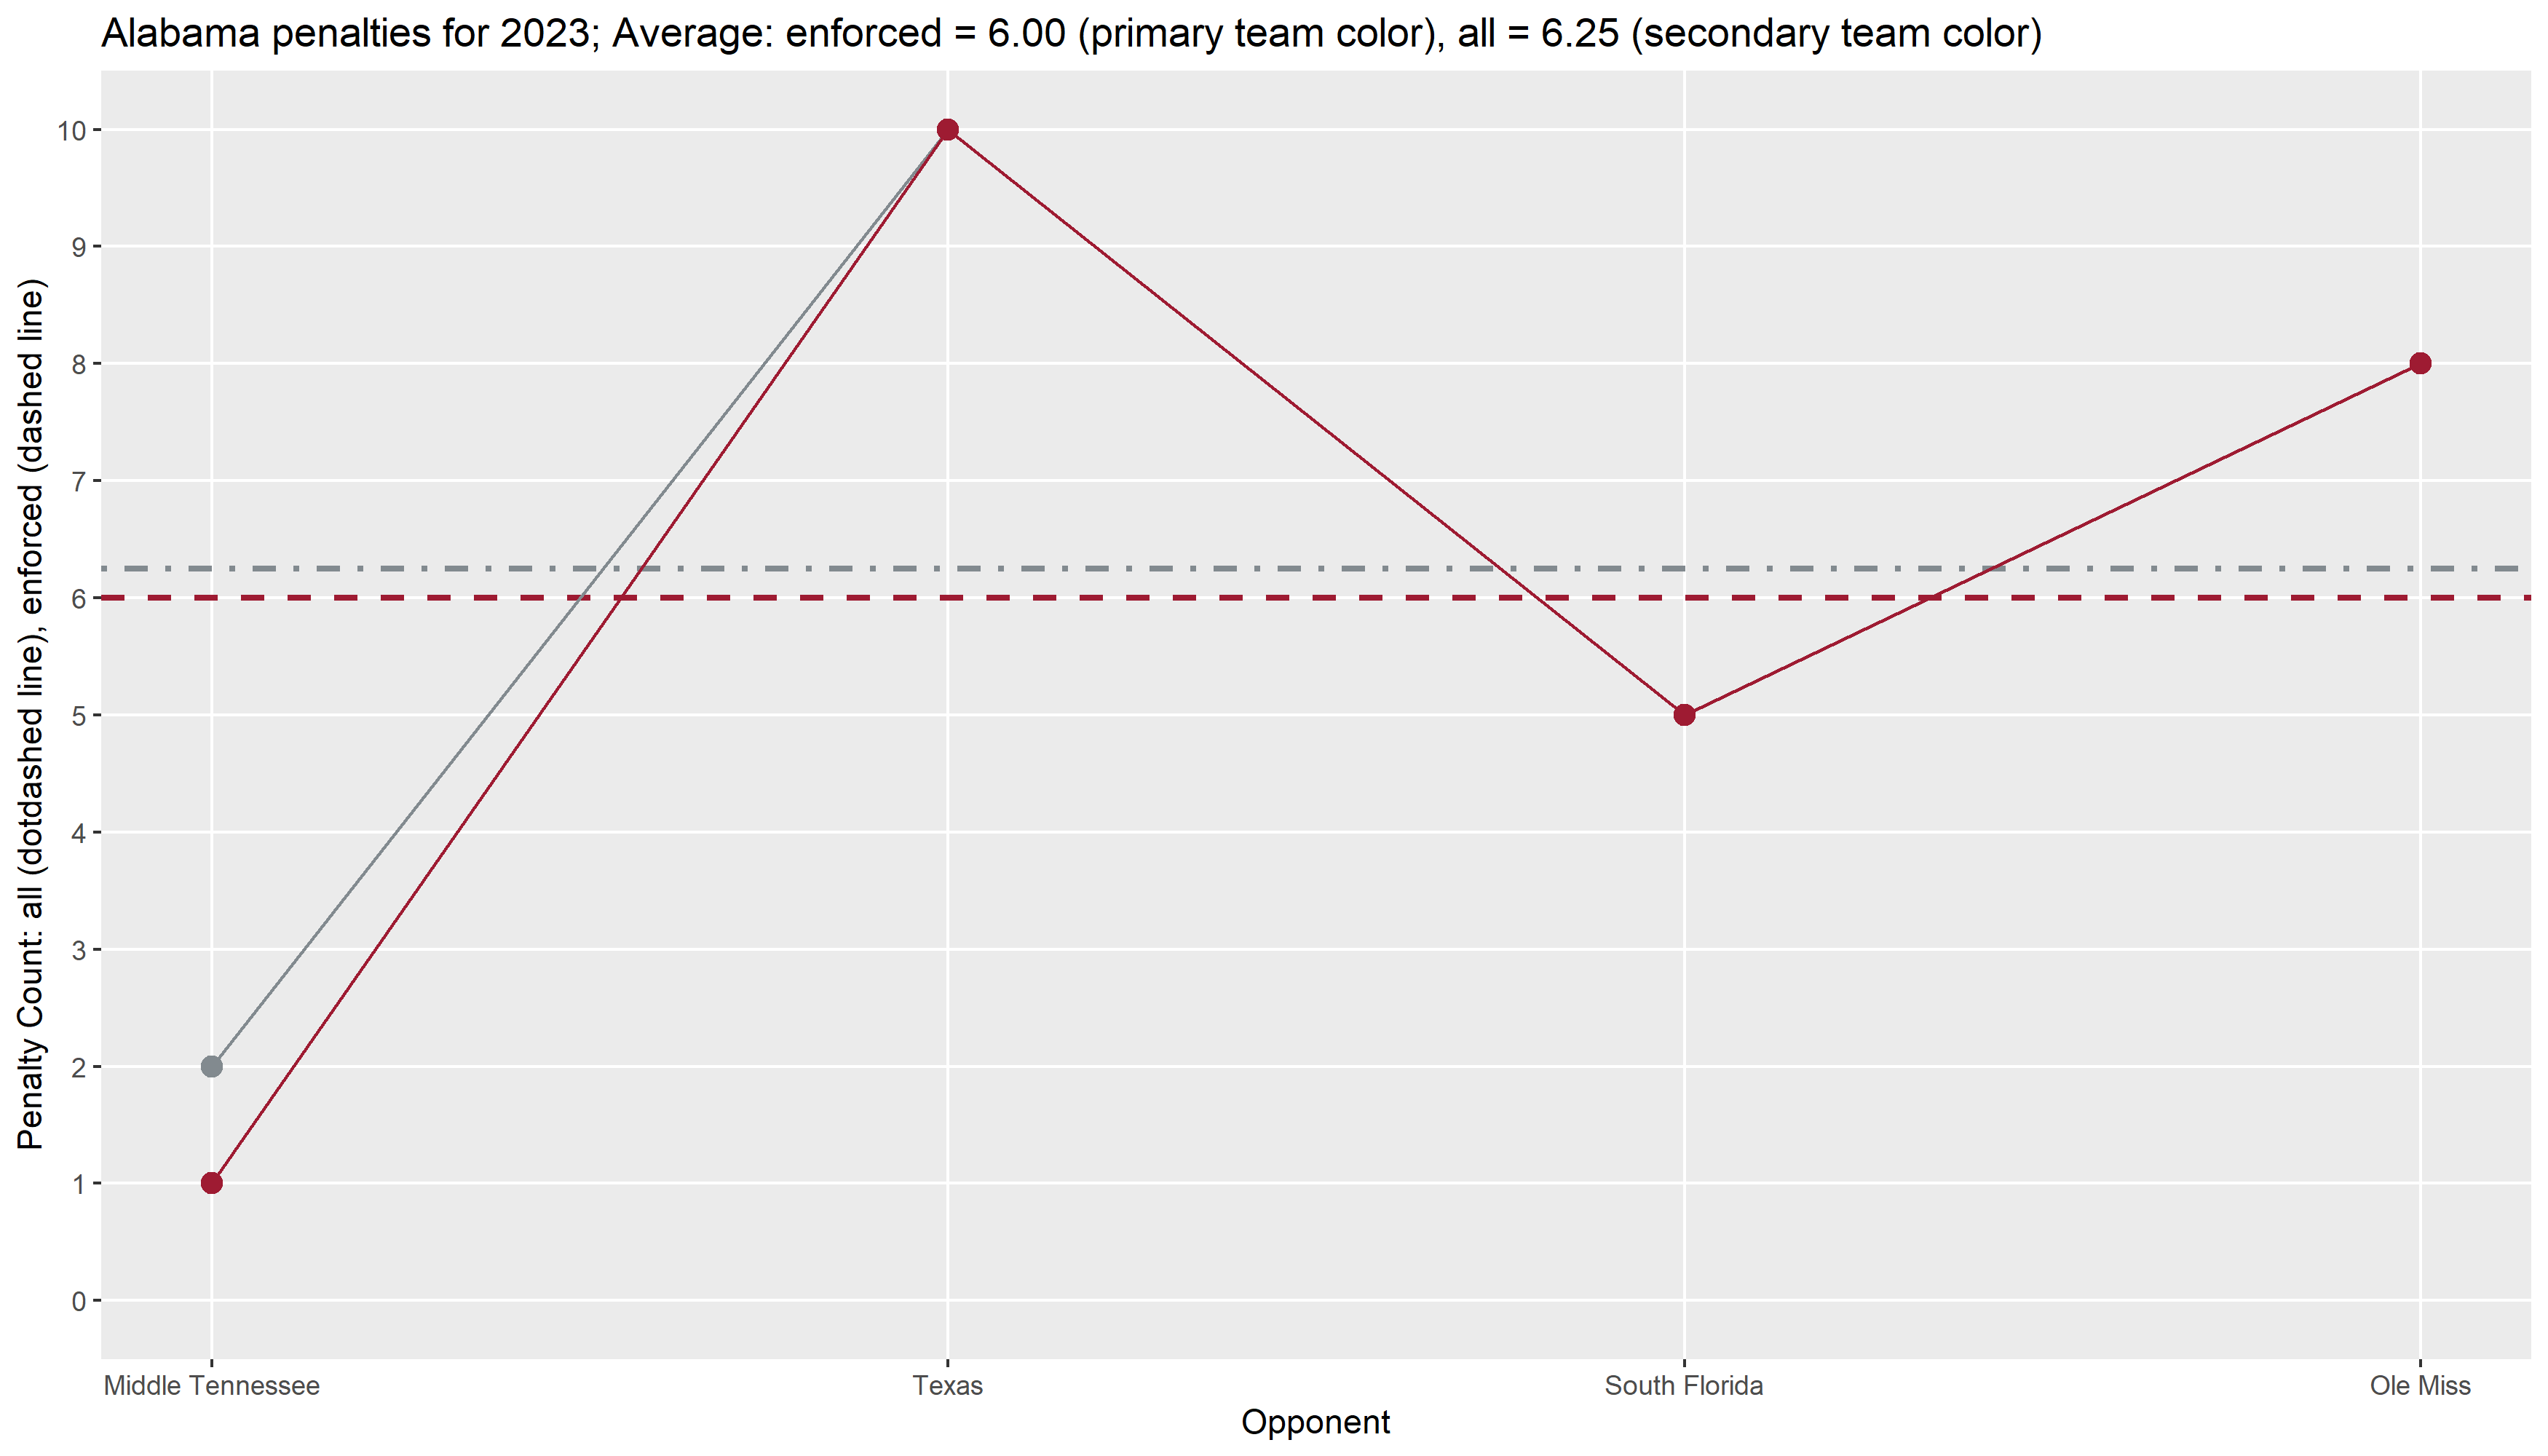 Alabama penalties for 2023; Average: enforced = 6.00 (primary team color), all = 6.25 (secondary team color)
Penalty Count: all (dotdashed line), enforced (dashed line)
10
9
8
7
6
5
4
3
2
1
0
Middle Tennessee
Texas
South Florida
Ole Miss
Opponent